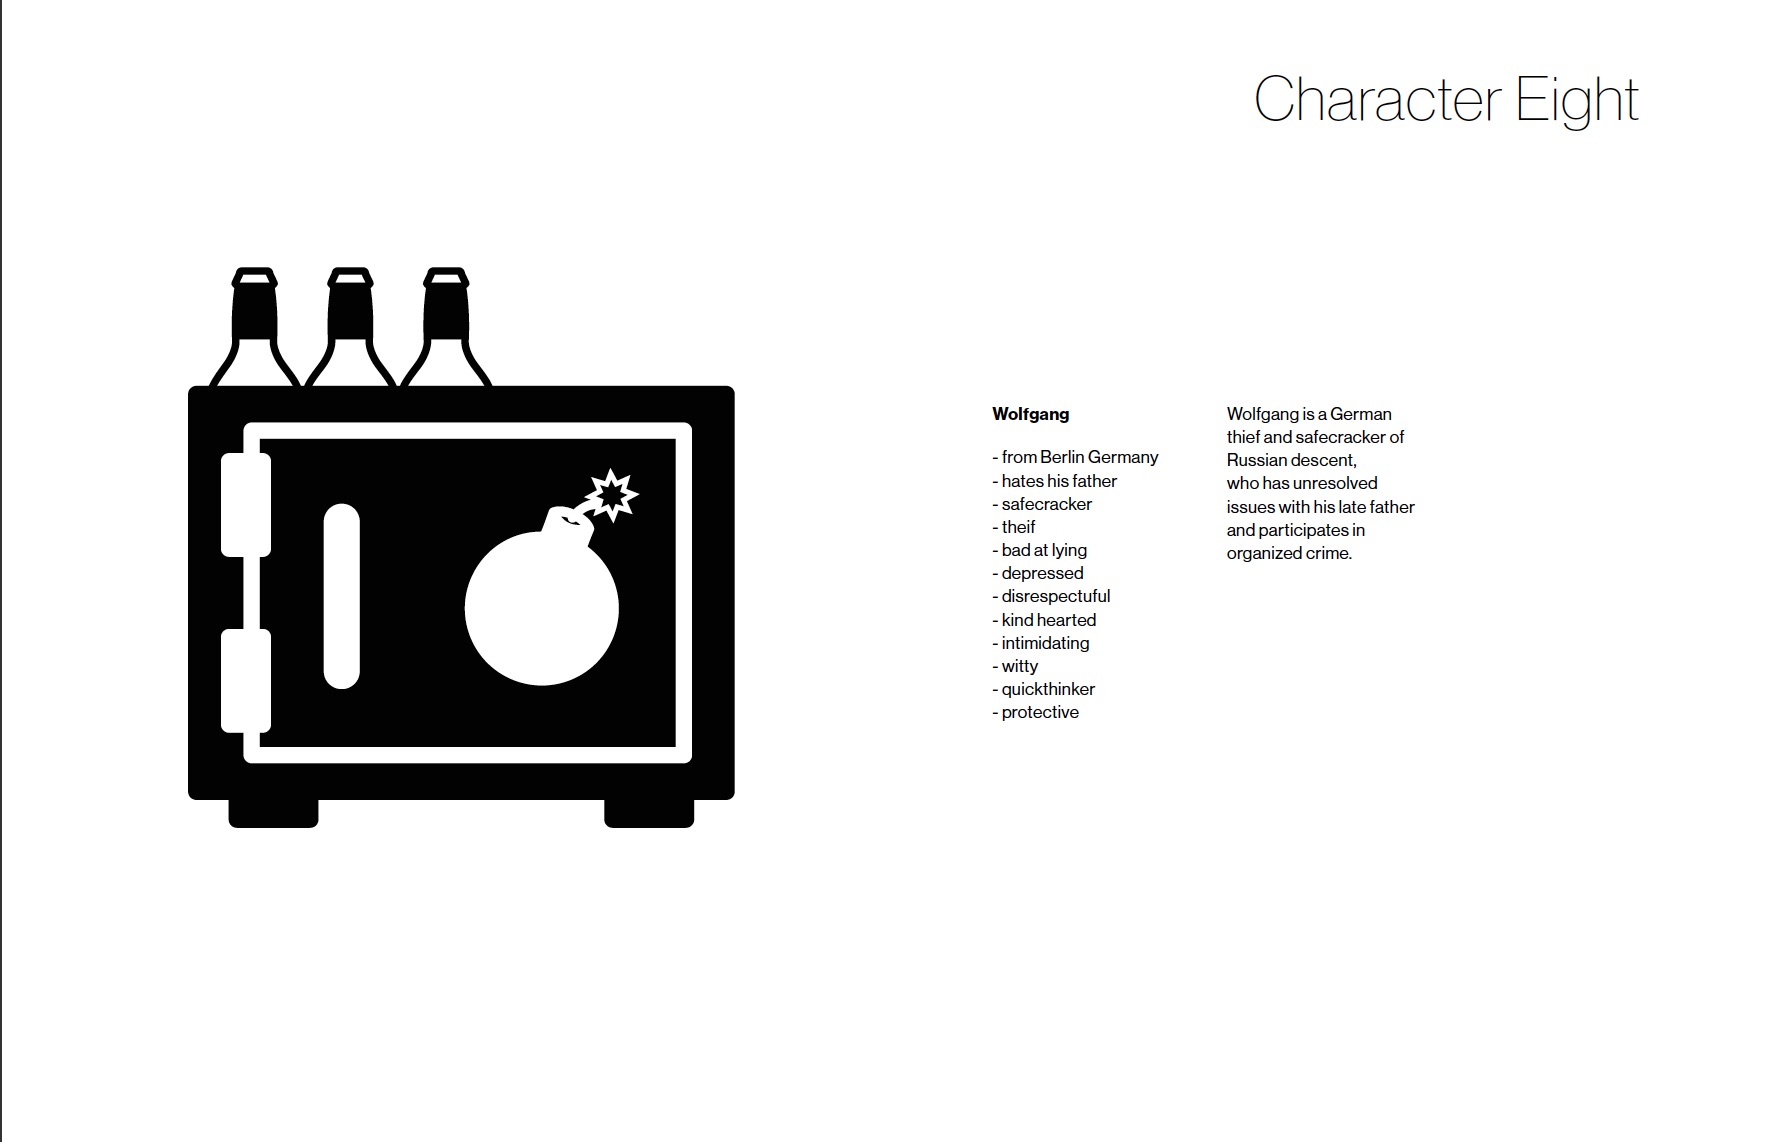 Character Eight
Wolfgang
- from Berlin Germany
- hates his father
- safecracker
- theif
- bad at lying
- depressed
- disrespectuful
- kind hearted
- intimidating
- witty
- quickthinker
- protective
Wolfgang is a German
thief and safecracker of
Russian descent,
who has unresolved
issues with his late father
and participates in
organized crime.